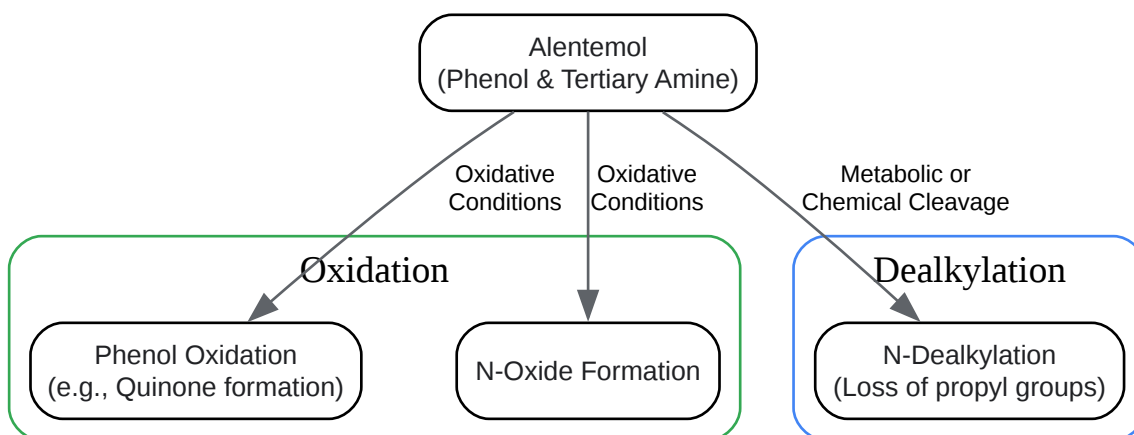 Alentemol
(Phenol & Tertiary Amine)
Oxidative
Conditions
Oxidative
Conditions
Metabolic or
Chemical Cleavage
Oxidation
Dealkylation
Phenol Oxidation
(e.g., Quinone formation)
N-Oxide Formation
N-Dealkylation
(Loss of propyl groups)